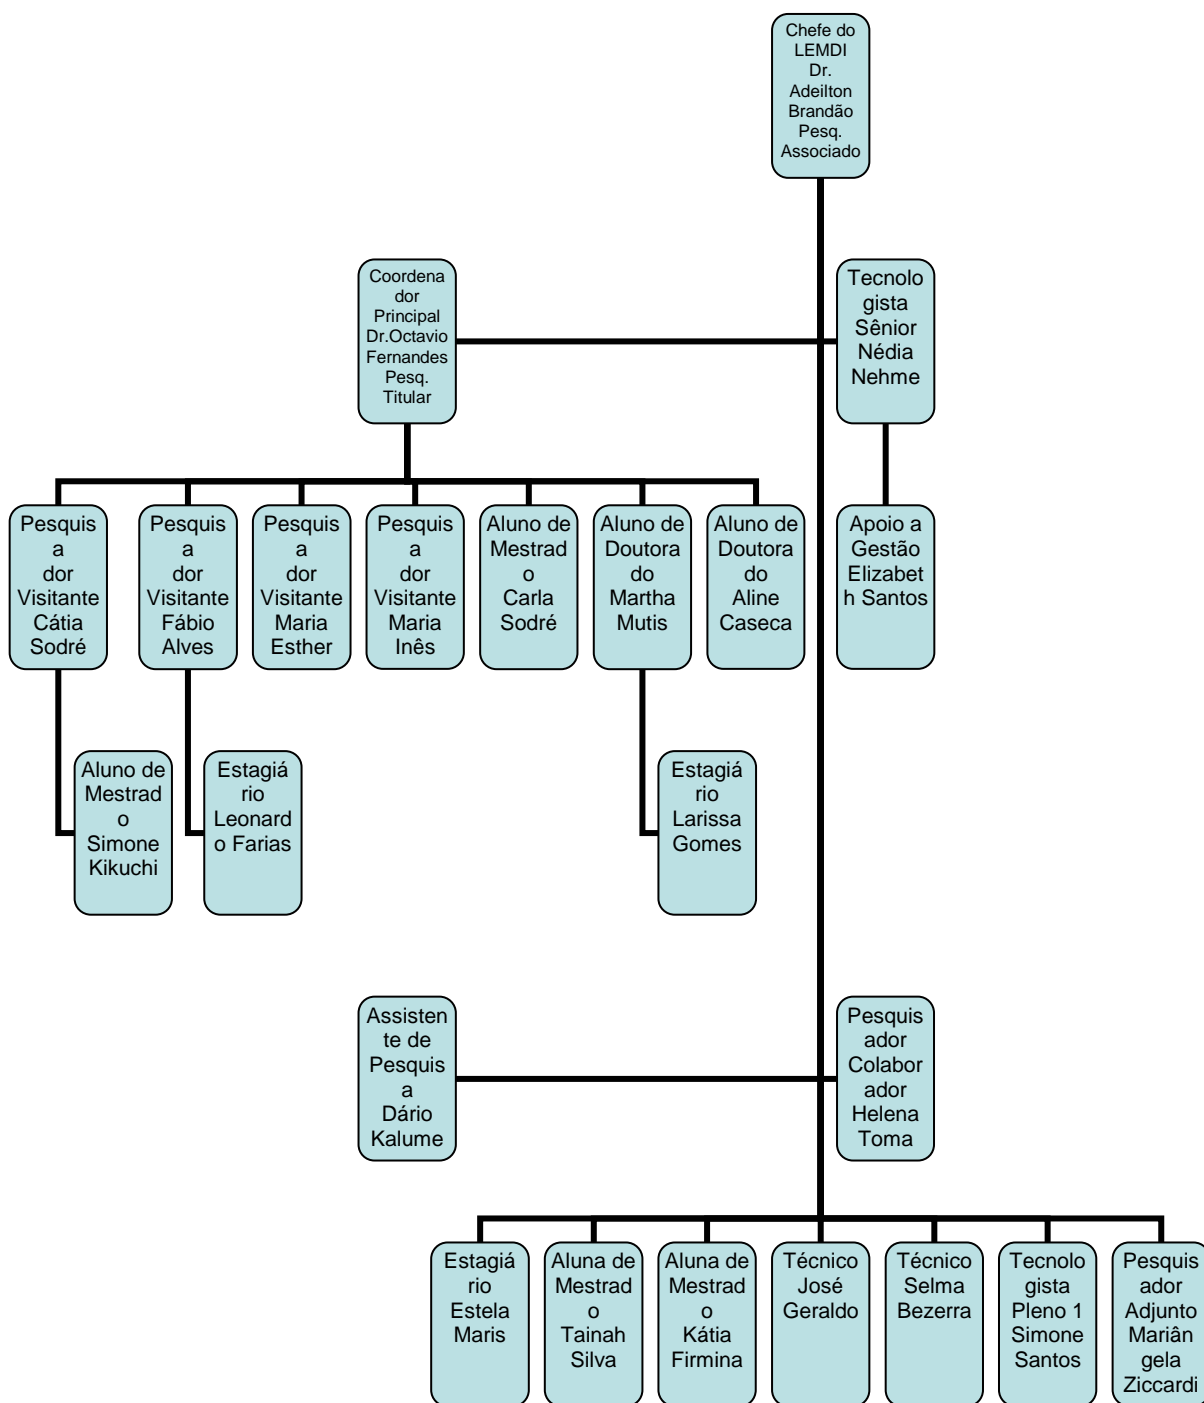 Chefe do
LEMDI
Dr.
Adeilton
Brandão
Pesq.
Associado
Coordena
dor
Principal
Dr.Octavio
Fernandes
Pesq.
Titular
Tecnolo
gista
Sênior
Nédia
Nehme
Pesquis
a
dor
Visitante
Cátia
Sodré
Pesquis
a
dor
Visitante
Fábio
Alves
Pesquis
a
dor
Visitante
Maria
Esther
Pesquis
a
dor
Visitante
Maria
Inês
Aluno de
Mestrad
o
Carla
Sodré
Aluno de
Doutora
do
Martha
Mutis
Aluno de
Doutora
do
Aline
Caseca
Apoio a
Gestão
Elizabet
h Santos
Aluno de
Mestrad
o
Simone
Kikuchi
Estagiá
rio
Leonard
o Farias
Estagiá
rio
Larissa
Gomes
Assisten
te de
Pesquis
a
Dário
Kalume
Pesquis
ador
Colabor
ador
Helena
Toma
Estagiá
rio
Estela
Maris
Aluna de
Mestrad
o
Tainah
Silva
Aluna de
Mestrad
o
Kátia
Firmina
Técnico
José
Geraldo
Técnico
Selma
Bezerra
Tecnolo
gista
Pleno 1
Simone
Santos
Pesquis
ador
Adjunto
Mariân
gela
Ziccardi